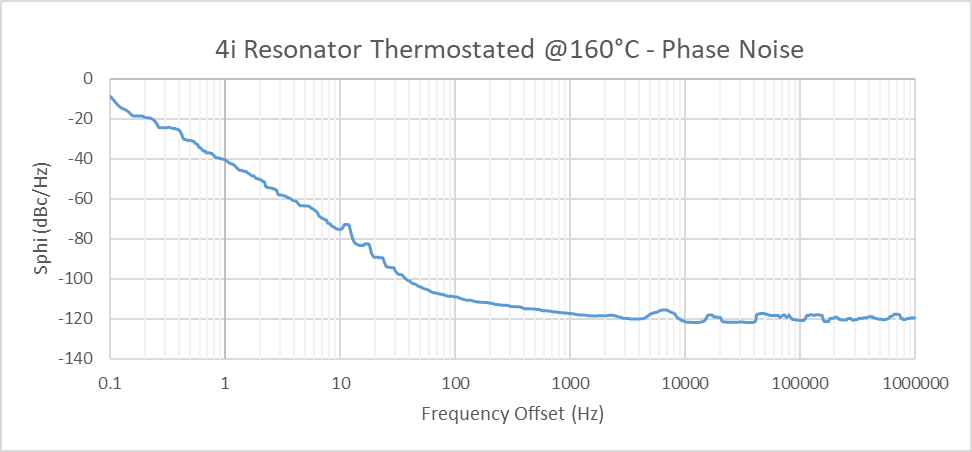 4i Resonator Thermostated @160°C - Phase Noise
0
-20
-40
-60
-80
-100
-120
-140
Sphi (dBc/Hz)
0.1 1 10 100 1000 10000 100000 1000000
Frequency Offset (Hz)